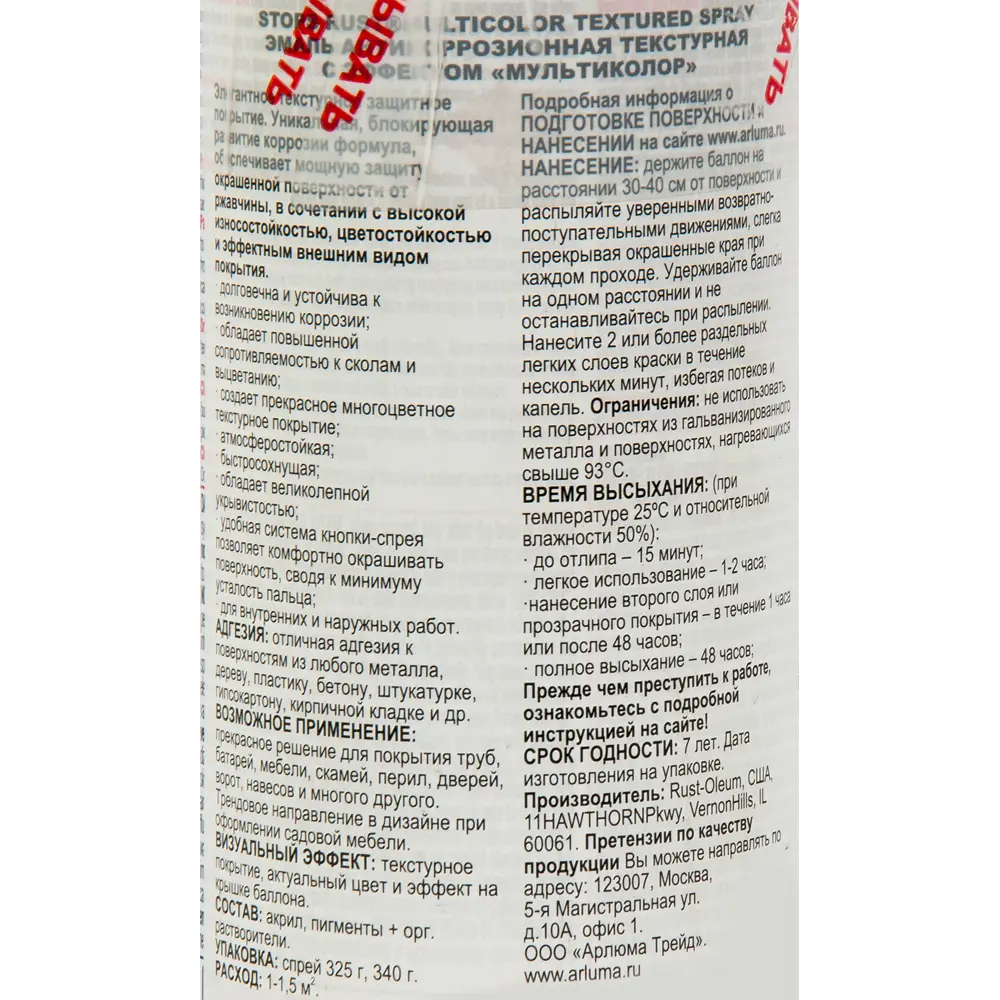 STOPS RUST® MULTICOLOR TEXTURED SPRAY
ЭМАЛЬ АНТИКОРРОЗИОННАЯ ТЕКСТУРНАЯ
С ЭФФЕКТОМ «МУЛЬТИКОЛОР»
Элегантное текстурное защитное
покрытие. Уникальная, блокирующая
развитие коррозии формула,
обеспечивает мощную защиту
окрашенной поверхности от
ржавчины, в сочетании с высокой
износостойкостью, цветостойкостью
и эффектным внешним видом
покрытия.
· долговечна и устойчива к
возникновению коррозии;
· обладает повышенной
сопротивляемостью к сколам и
выцветанию;
· создает прекрасное многоцветное
текстурное покрытие;
· атмосферостойкая;
· быстросохнущая;
· обладает великолепной
укрывистостью;
· удобная система кнопки-спрея
позволяет комфортно окрашивать
поверхность, сводя к минимуму
усталость пальца;
· для внутренних и наружных работ.
АДГЕЗИЯ: отличная адгезия к
поверхностям из любого металла,
дереву, пластику, бетону, штукатурке,
гипсокартону, кирпичной кладке и др.
ВОЗМОЖНОЕ ПРИМЕНЕНИЕ:
прекрасное решение для покрытия труб,
батарей, мебели, скамей, перил, дверей,
ворот, навесов и многого другого.
Трендовое направление в дизайне при
оформлении садовой мебели.
ВИЗУАЛЬНЫЙ ЭФФЕКТ: текстурное
покрытие, актуальный цвет и эффект на
крышке баллона.
СОСТАВ: акрил, пигменты + орг.
растворители.
УПАКОВКА: спрей 325 г, 340 г.
РАСХОД: 1-1,5 м².
Подробная информация о
ПОДГОТОВКЕ ПОВЕРХНОСТИ и
НАНЕСЕНИИ на сайте www.arluma.ru.
НАНЕСЕНИЕ: держите баллон на
расстоянии 30-40 см от поверхности и
распыляйте уверенными возвратно-
поступательными движениями, слегка
перекрывая окрашенные края при
каждом проходе. Удерживайте баллон
на одном расстоянии и не
останавливайтесь при распылении.
Нанесите 2 или более раздельных
легких слоев краски в течение
нескольких минут, избегая потеков и
капель. Ограничения: не использовать
на поверхностях из гальванизированного
металла и поверхностях, нагревающихся
свыше 93°С.
ВРЕМЯ ВЫСЫХАНИЯ: (при
температуре 25ºС и относительной
влажности 50%):
· до отлипа – 15 минут;
· легкое использование – 1-2 часа;
·нанесение второго слоя или
прозрачного покрытия – в течение 1 часа
или после 48 часов;
· полное высыхание – 48 часов;
Прежде чем преступить к работе,
ознакомьтесь с подробной
инструкцией на сайте!
СРОК ГОДНОСТИ: 7 лет. Дата
изготовления на упаковке.
Производитель: Rust-Oleum, США,
11HAWTHORNPkwy, VernonHills, IL
60061. Претензии по качеству
продукции Вы можете направлять по
адресу: 123007, Москва,
5-я Магистральная ул.
д.10А, офис 1.
ООО «Арлюма Трейд».
www.arluma.ru